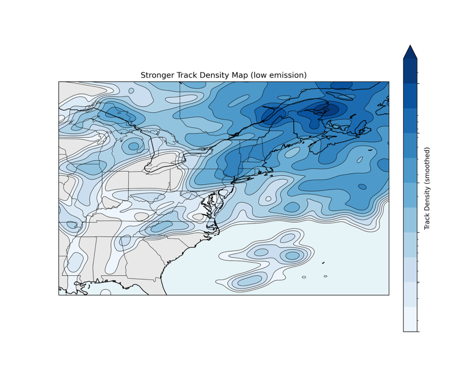 Stronger Track Density Map (low emission)
Track Density (smoothed)